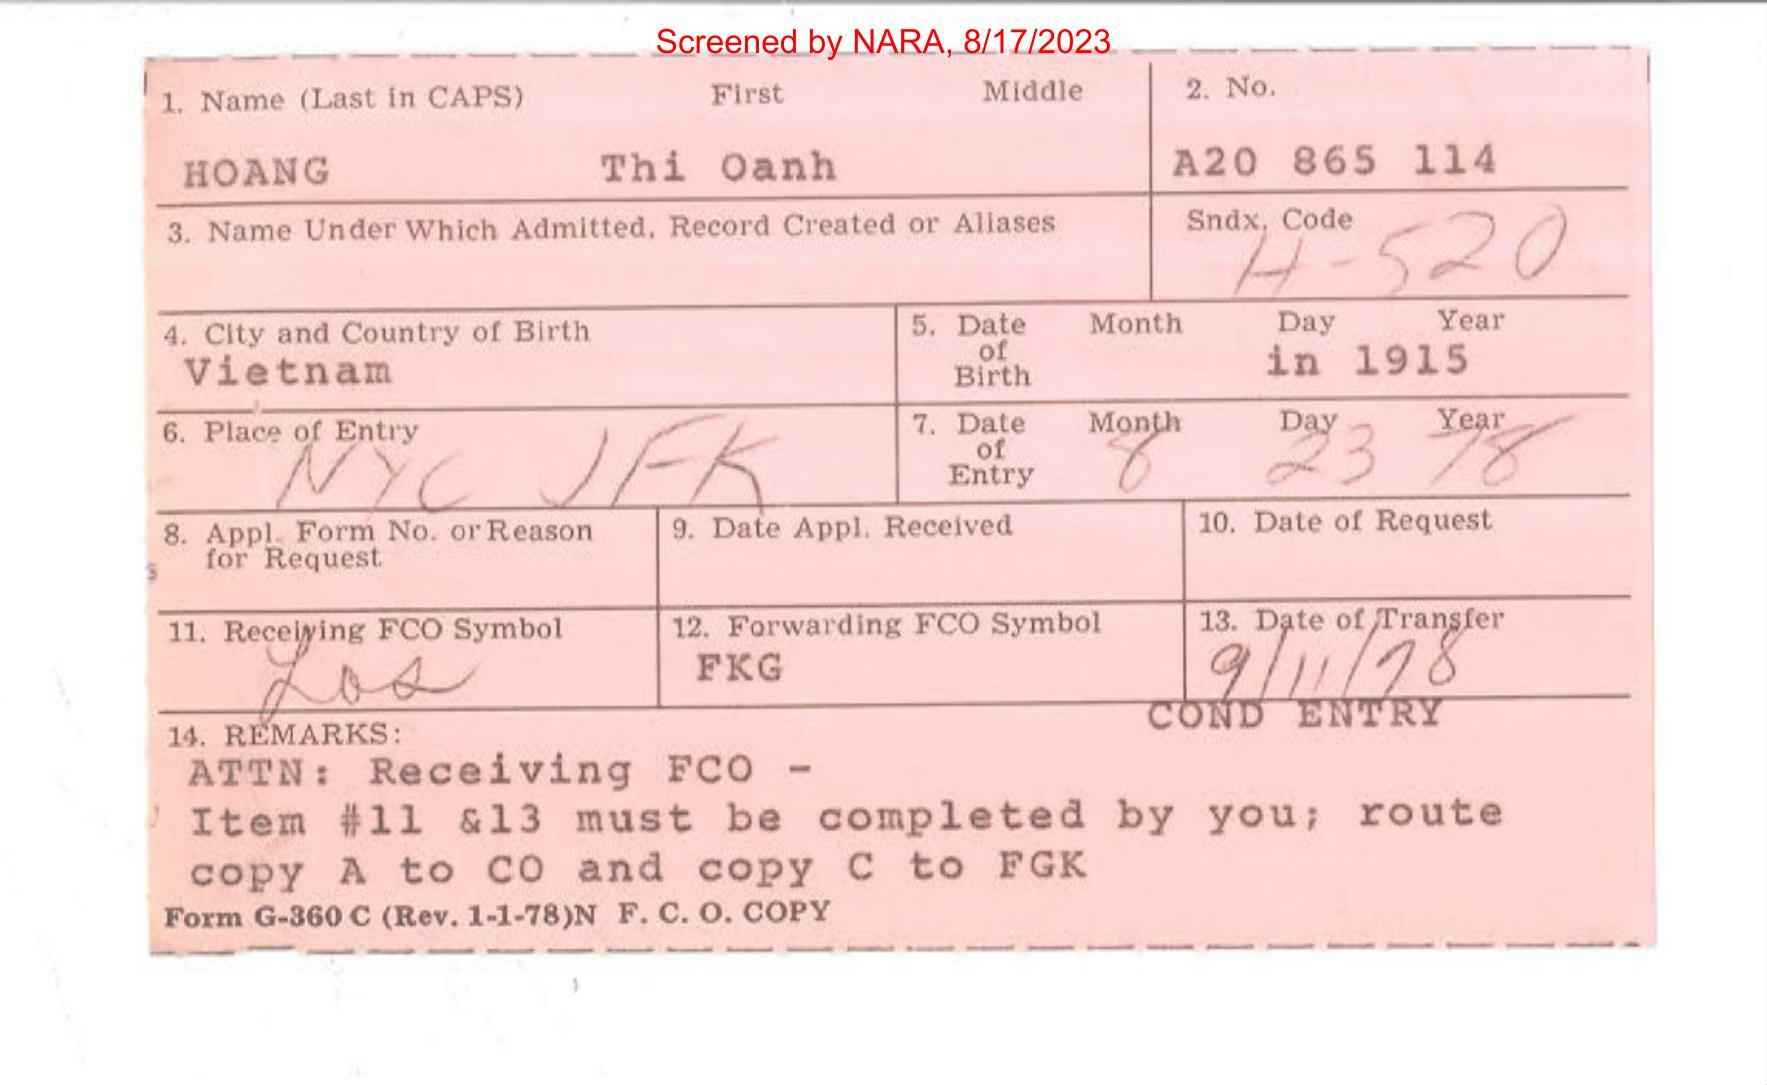 Screened by NARA, 8/17/2023
1. Name (Last in CAPS) First Middle 2. No.
HOANG Thi Oanh A20 865 114
3. Name Under Which Admitted, Record Created or Aliases Sndx. Code
H-520
4. City and Country of Birth 5. Date of Birth Month Day Year
Vietnam in 1915
6. Place of Entry 7. Date of Entry Month Day Year
NYC JFK 8 23 78
8. Appl. Form No. or Reason for Request 9. Date Appl. Received 10. Date of Request
11. Receiving FCO Symbol 12. Forwarding FCO Symbol 13. Date of Transfer
Los FKG 9/11/78
COND ENTRY
14. REMARKS:
ATTN: Receiving FCO -
Item #11 &13 must be completed by you; route
copy A to CO and copy C to FGK
Form G-360 C (Rev. 1-1-78)N F. C. O. COPY